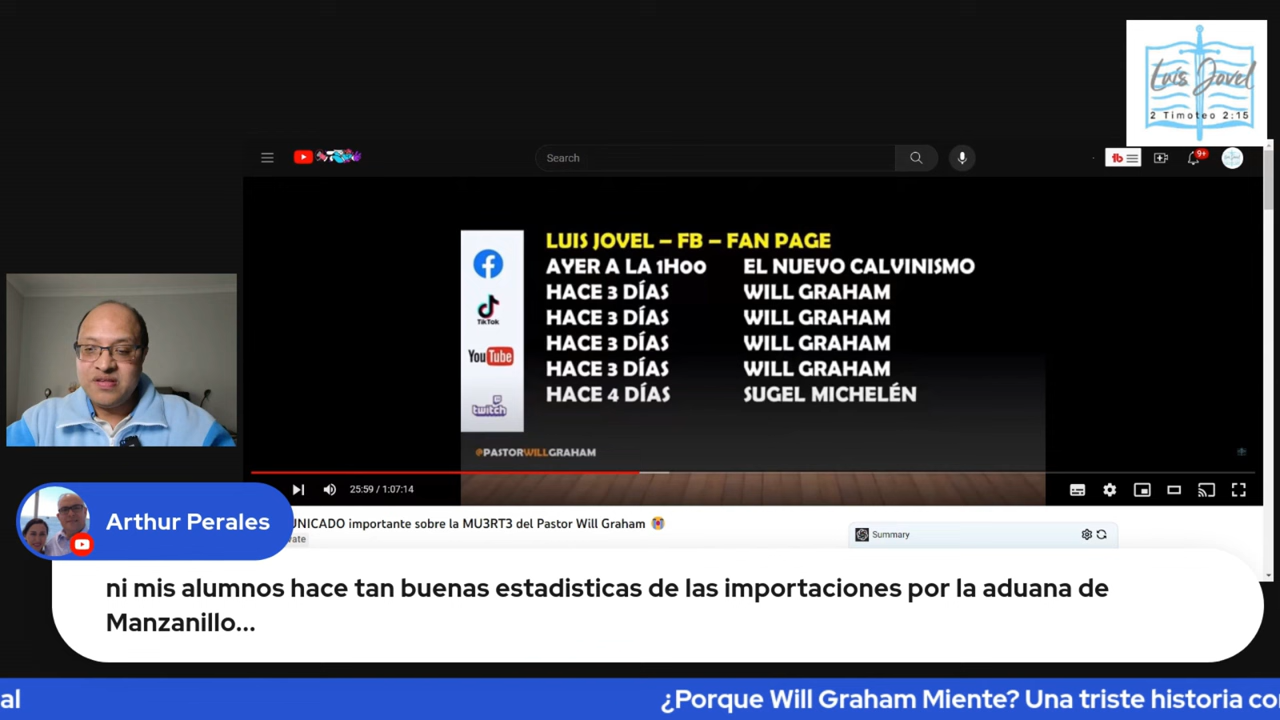 Luis Jovel
2 Timoteo 2:15
Search
9+
LUIS JOVEL – FB – FAN PAGE
AYER A LA 1H00 EL NUEVO CALVINISMO
HACE 3 DÍAS WILL GRAHAM
HACE 3 DÍAS WILL GRAHAM
HACE 3 DÍAS WILL GRAHAM
HACE 3 DÍAS WILL GRAHAM
HACE 4 DÍAS SUGEL MICHELÉN
TikTok
YouTube
twitch
@PASTORWILLGRAHAM
25:59 / 1:07:14
UNICADO importante sobre la MU3RT3 del Pastor Will Graham
vate
Summary
Arthur Perales
ni mis alumnos hace tan buenas estadisticas de las importaciones por la aduana de
Manzanillo...
al ¿Porque Will Graham Miente? Una triste historia co